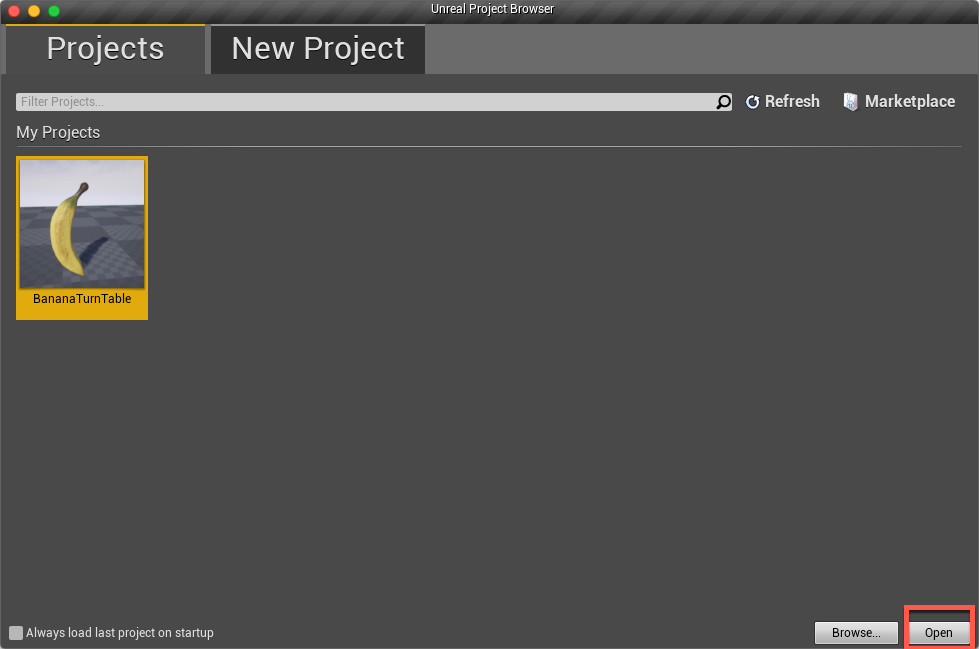 Unreal Project Browser
Projects
New Project
Filter Projects...
Refresh
Marketplace
My Projects
BananaTurnTable
Always load last project on startup
Browse...
Open